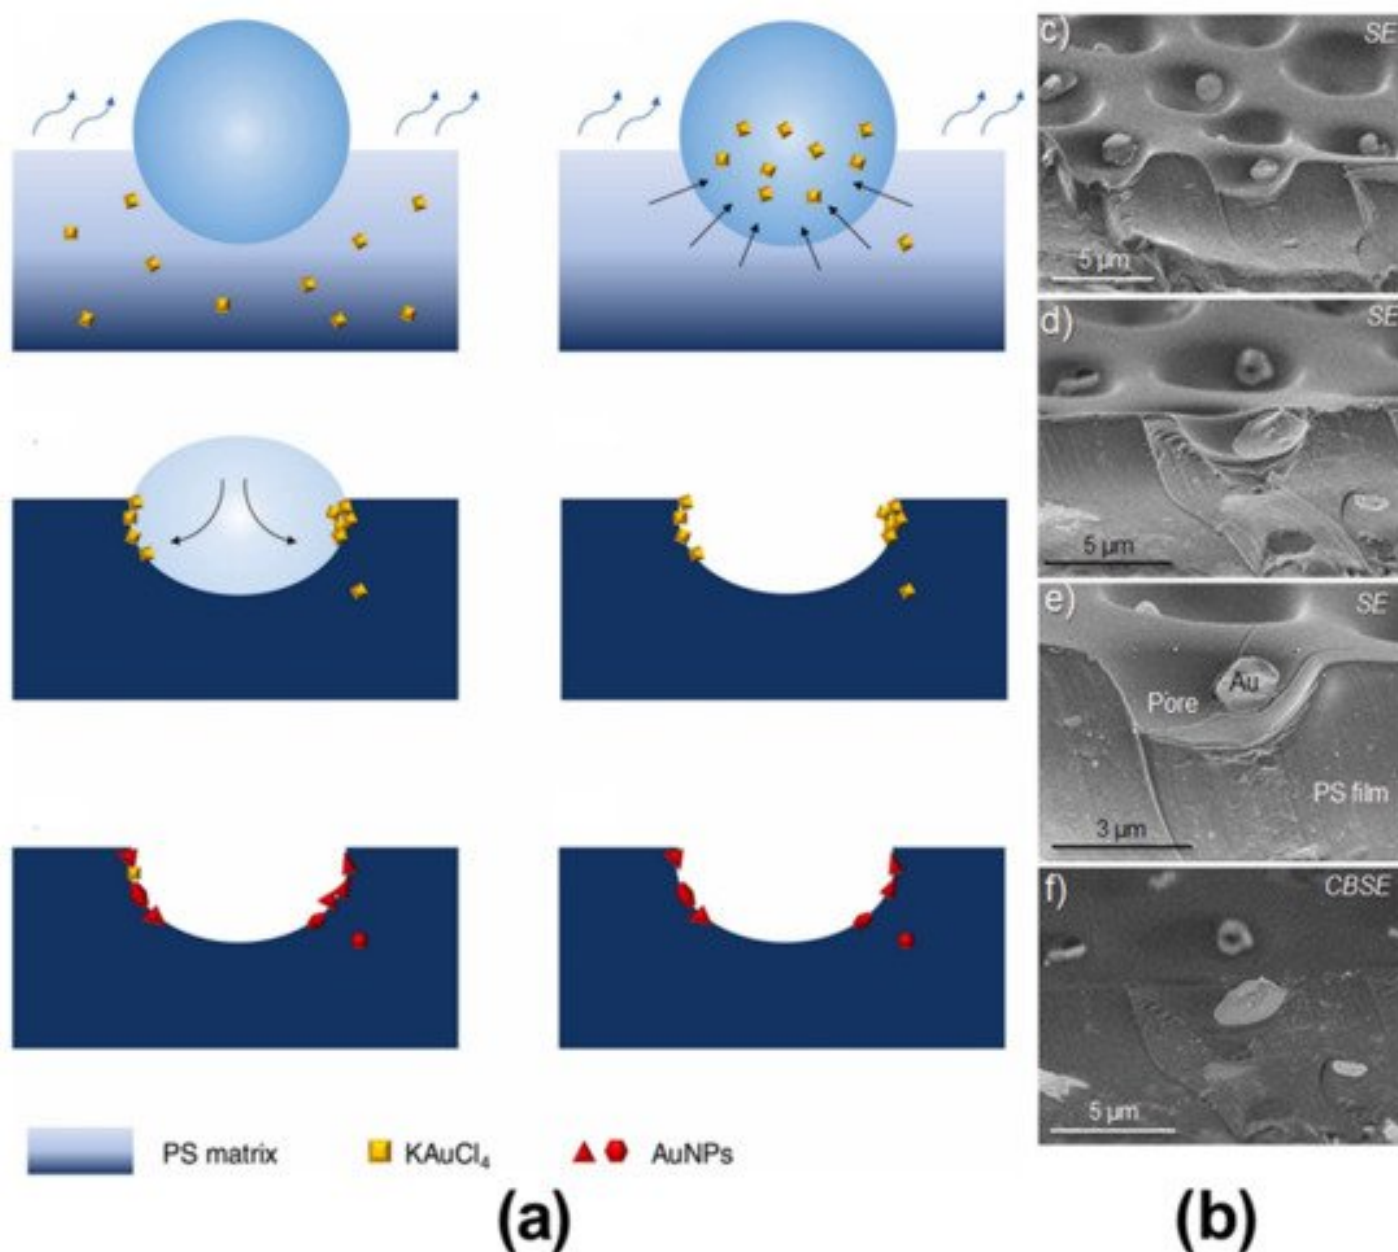 PS matrix
KAuCl₄
AuNPs
(a)
c)
SE
5 µm
d)
SE
5 µm
e)
SE
Au
Pore
PS film
3 µm
f)
CBSE
5 µm
(b)